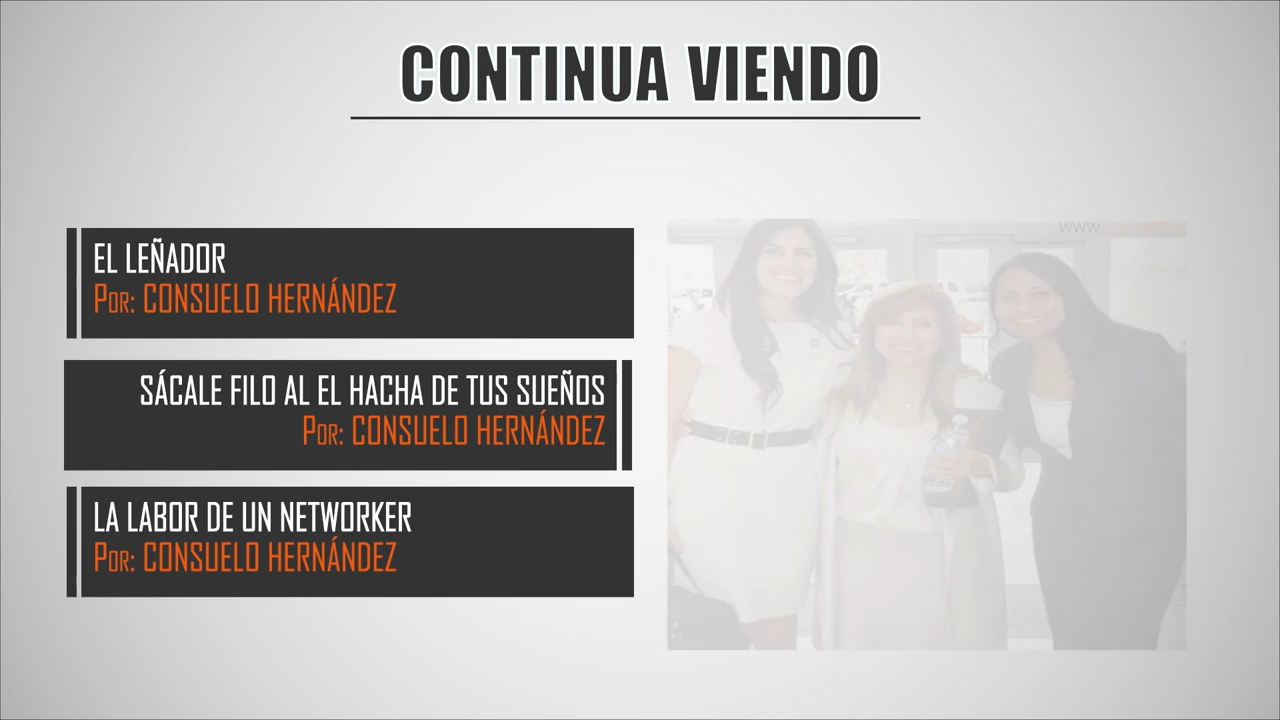 CONTINUA VIENDO
EL LEÑADOR
POR: CONSUELO HERNÁNDEZ
SÁCALE FILO AL EL HACHA DE TUS SUEÑOS
POR: CONSUELO HERNÁNDEZ
LA LABOR DE UN NETWORKER
POR: CONSUELO HERNÁNDEZ
www.